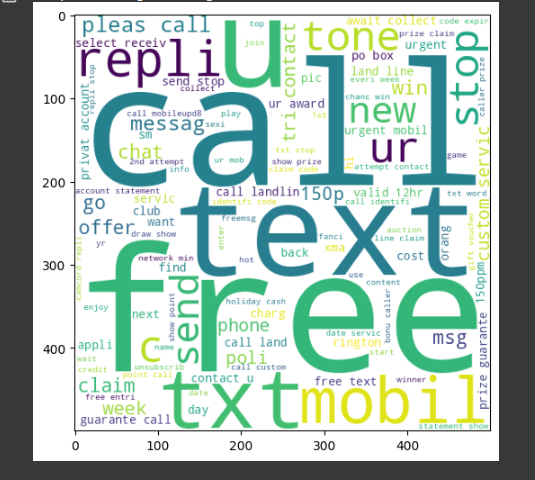 0
100
200
300
400
0
100
200
300
400
pleas call
u
top
join
tone
await collect
code expir
prize claim
urgent
select receiv
repli
send stop
collect
tri contact
pic
po box
land line
everi week
win
stop
caller prize
privat account
repli stop
call
chanc win
new
call mobileupd8
messag
sexi
play
ur award
1st
urgent mobil
sm
chat
2nd attempt
info
ur mob
txt stop
show prize
claim code
hi
ur
attempt contact
game
custom servic
account statement
go
servic
call landlin
identifi code
150p
valid 12hr
call identifi
txt word
offer
club
want
draw show
yr
freemsg
enter
text
fanci
xma
back
hot
auction
line claim
cost
orang
gift voucher
camcord repli
network min
find
free
use
content
150ppm
enjoy
next
show point
send
holiday cash
charg
phone
bonu caller
date servic
rington
start
msg
appli
c
name
call land
poli
wait
credit
unsubscrib
point call
call custom
contact u
free text
winner
prize guarante
claim
free entri
week
guarante call
txt
date
day
mobil
statement show